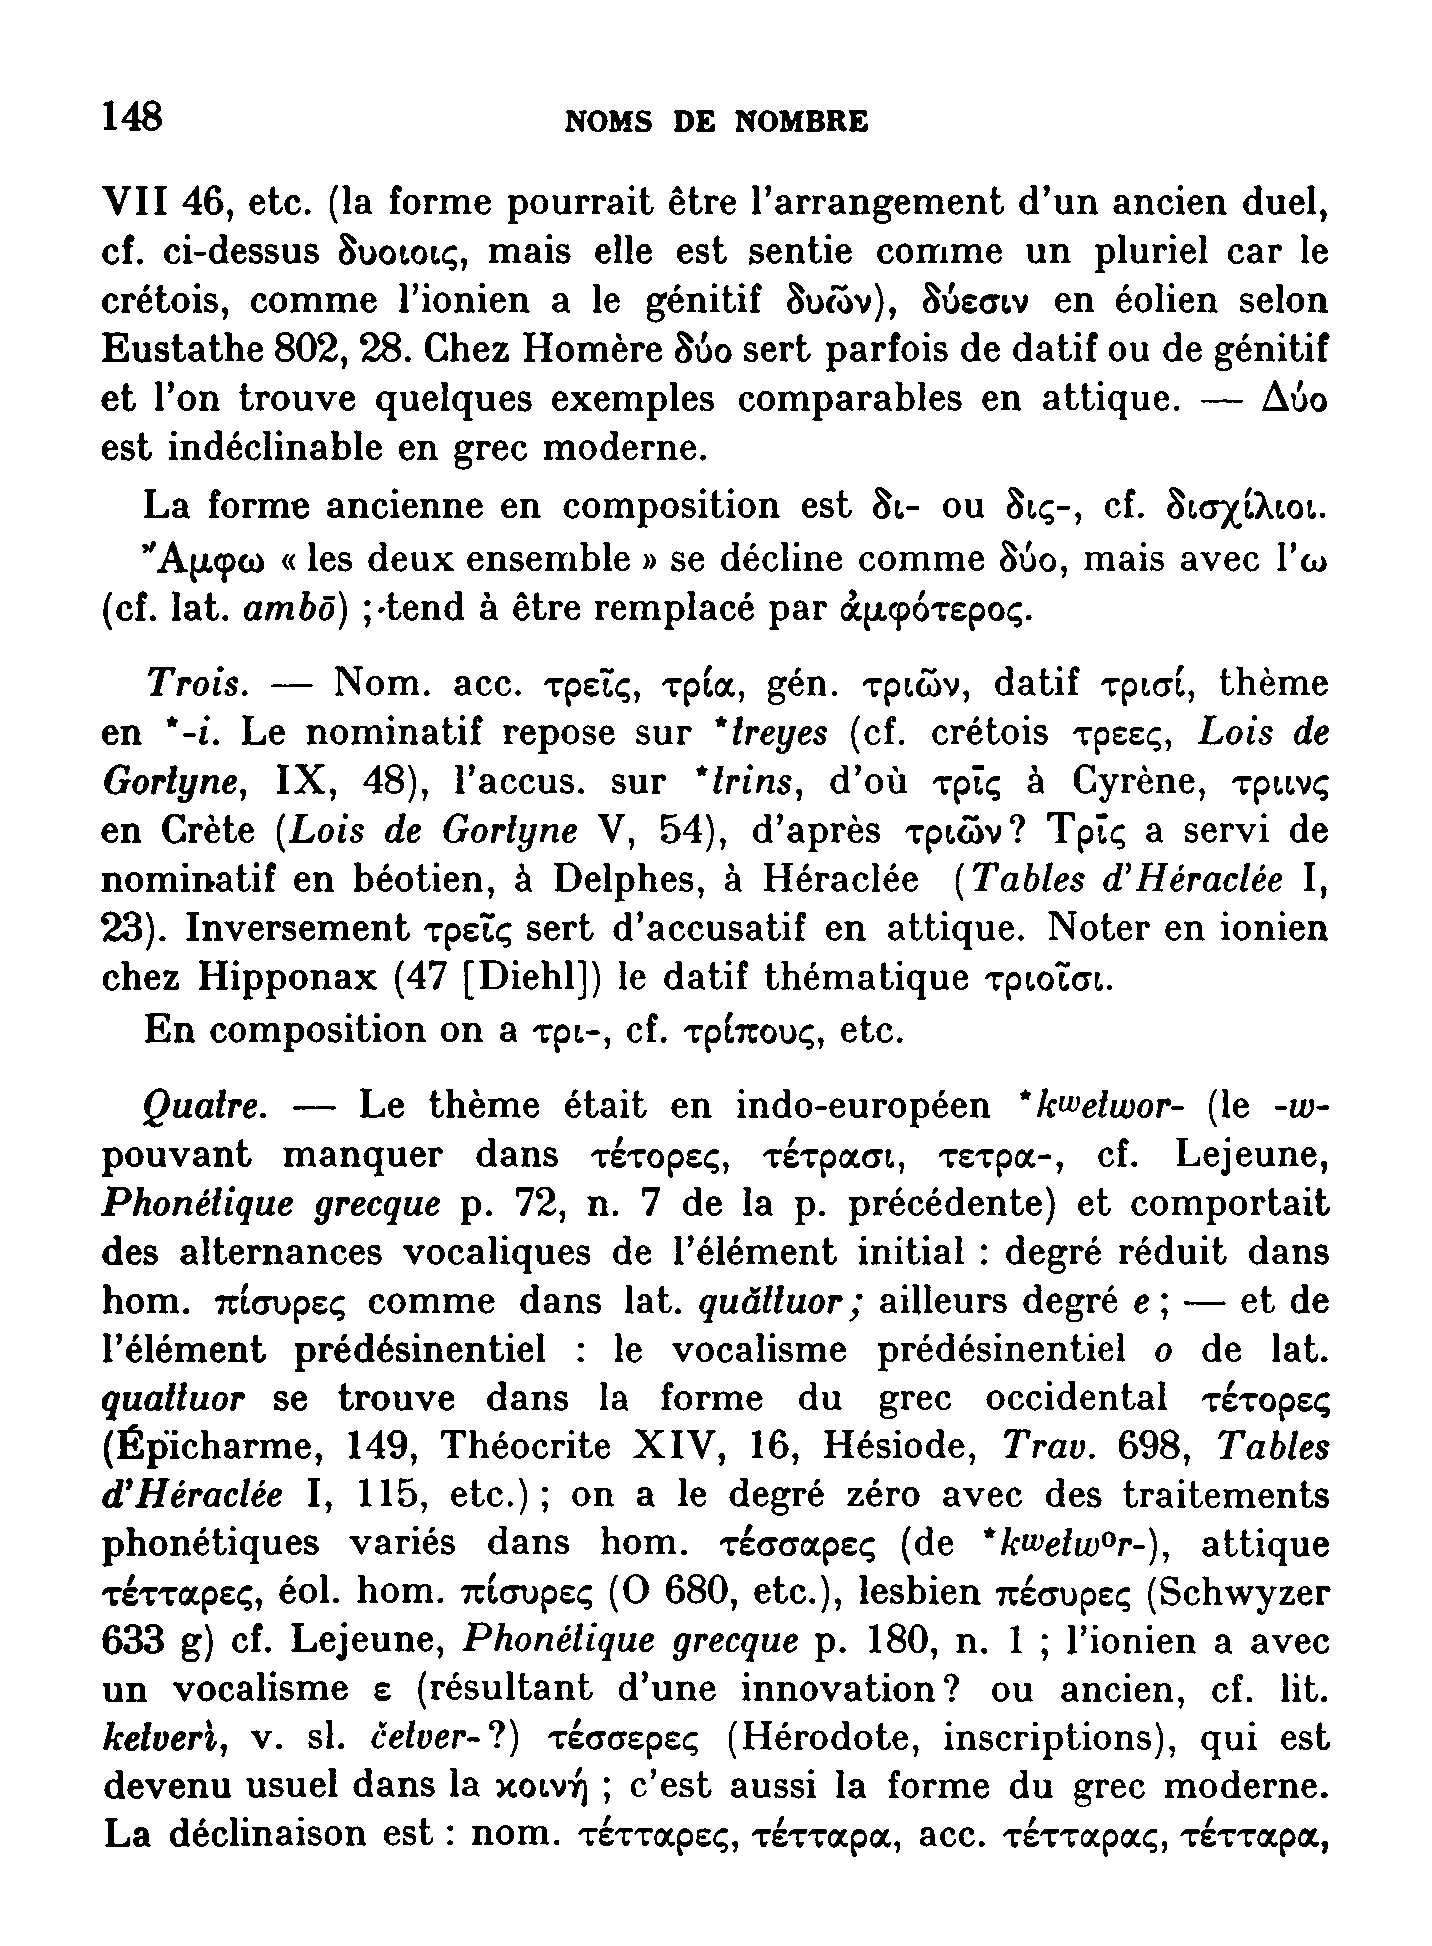 148
NOMS DE NOMBRE
VII 46, etc. (la forme pourrait être l'arrangement d'un ancien duel,
cf. ci-dessus δυοιοις, mais elle est sentie comme un pluriel car le
crétois, comme l'ionien a le génitif δυῶν), δύεσιν en éolien selon
Eustathe 802, 28. Chez Homère δύο sert parfois de datif ou de génitif
et l'on trouve quelques exemples comparables en attique. — Δύο
est indéclinable en grec moderne.
La forme ancienne en composition est δι- ou δις-, cf. δισχίλιοι.
Ἄμφω « les deux ensemble » se décline comme δύο, mais avec l'ω
(cf. lat. ambō) ; tend à être remplacé par ἀμφότερος.
Trois. — Nom. acc. τρεῖς, τρία, gén. τριῶν, datif τρισί, thème
en *-i. Le nominatif repose sur *treyes (cf. crétois τρεες, Lois de
Gortyne, IX, 48), l'accus. sur *trins, d'où τρῖς à Cyrène, τριινς
en Crète (Lois de Gortyne V, 54), d'après τριῶν? Τρῖς a servi de
nominatif en béotien, à Delphes, à Héraclée (Tables d'Héraclée I,
23). Inversement τρεῖς sert d'accusatif en attique. Noter en ionien
chez Hipponax (47 [Diehl]) le datif thématique τριοῖσι.
En composition on a τρι-, cf. τρίπους, etc.
Quatre. — Le thème était en indo-européen *kʷetwor- (le -w-
pouvant manquer dans τέτορες, τέτρασι, τετρα-, cf. Lejeune,
Phonétique grecque p. 72, n. 7 de la p. précédente) et comportait
des alternances vocaliques de l'élément initial : degré réduit dans
hom. πίσυρες comme dans lat. quăttuor ; ailleurs degré e ; — et de
l'élément prédésinentiel : le vocalisme prédésinentiel o de lat.
quattuor se trouve dans la forme du grec occidental τέτορες
(Épicharme, 149, Théocrite XIV, 16, Hésiode, Trav. 698, Tables
d'Héraclée I, 115, etc.) ; on a le degré zéro avec des traitements
phonétiques variés dans hom. τέσσαρες (de *kʷetwᵒr-), attique
τέτταρες, éol. hom. πίσυρες (O 680, etc.), lesbien πέσυρες (Schwyzer
633 g) cf. Lejeune, Phonétique grecque p. 180, n. 1 ; l'ionien a avec
un vocalisme ε (résultant d'une innovation? ou ancien, cf. lit.
ketverì, v. sl. četver- ?) τέσσερες (Hérodote, inscriptions), qui est
devenu usuel dans la κοινή ; c'est aussi la forme du grec moderne.
La déclinaison est : nom. τέτταρες, τέτταρα, acc. τέτταρας, τέτταρα,